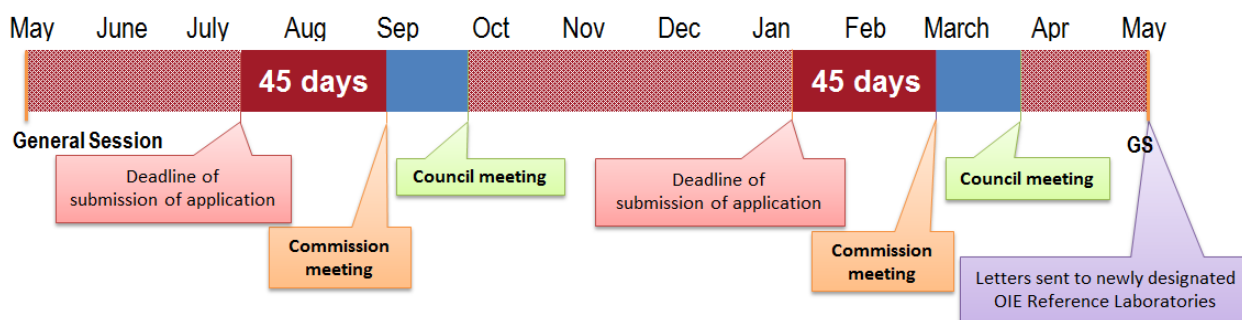 May June July Aug Sep Oct Nov Dec Jan Feb March Apr May
45 days 45 days
General Session
GS
Deadline of
submission of application
Council meeting
Deadline of
submission of application
Council meeting
Commission
meeting
Commission
meeting
Letters sent to newly designated
OIE Reference Laboratories